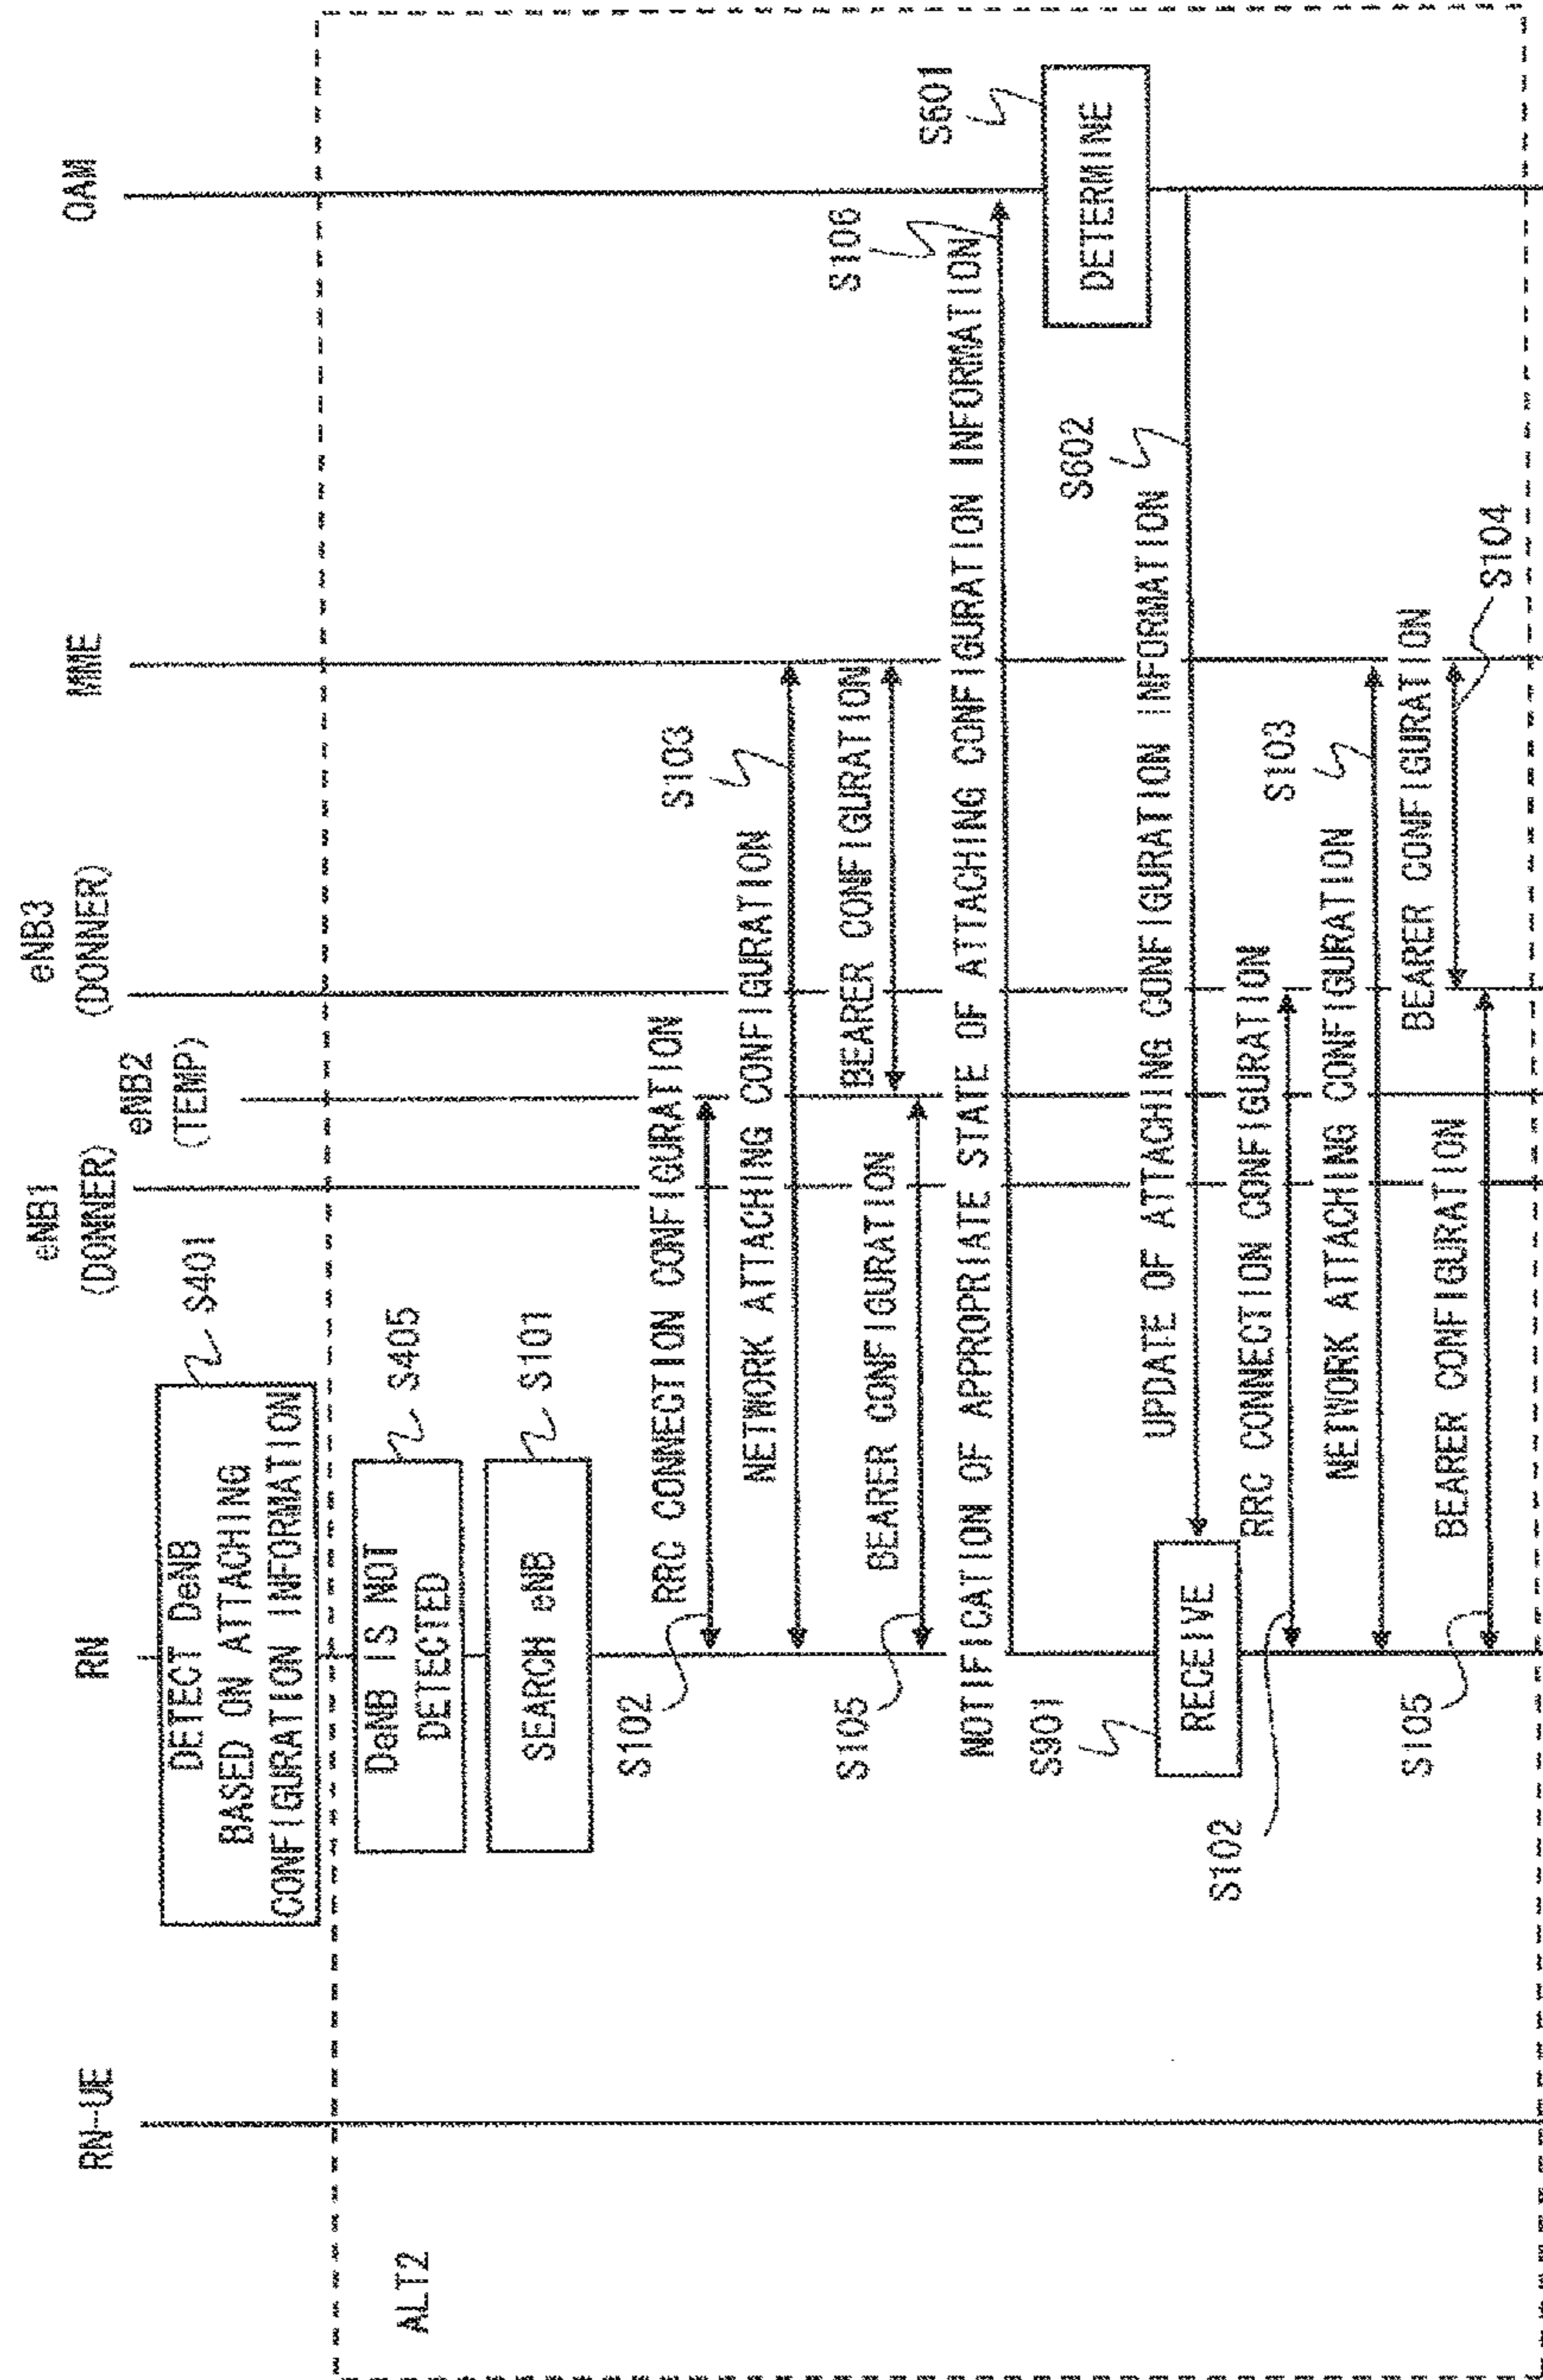 RN-UE
RN
eNB1
(DONNER)
eNB2
(TEMP)
eNB3
(DONNER)
MME
OAM
DETECT DeNB
BASED ON ATTACHING
CONFIGURATION INFORMATION
S401
ALT2
DeNB IS NOT
DETECTED
S405
SEARCH eNB
S101
S102
RRC CONNECTION CONFIGURATION
NETWORK ATTACHING CONFIGURATION
S103
BEARER CONFIGURATION
S105
BEARER CONFIGURATION
NOTIFICATION OF APPROPRIATE STATE OF ATTACHING CONFIGURATION INFORMATION
S106
DETERMINE
S601
S901
RECEIVE
UPDATE OF ATTACHING CONFIGURATION INFORMATION
S602
S102
RRC CONNECTION CONFIGURATION
NETWORK ATTACHING CONFIGURATION
S103
BEARER CONFIGURATION
S104
S105
BEARER CONFIGURATION